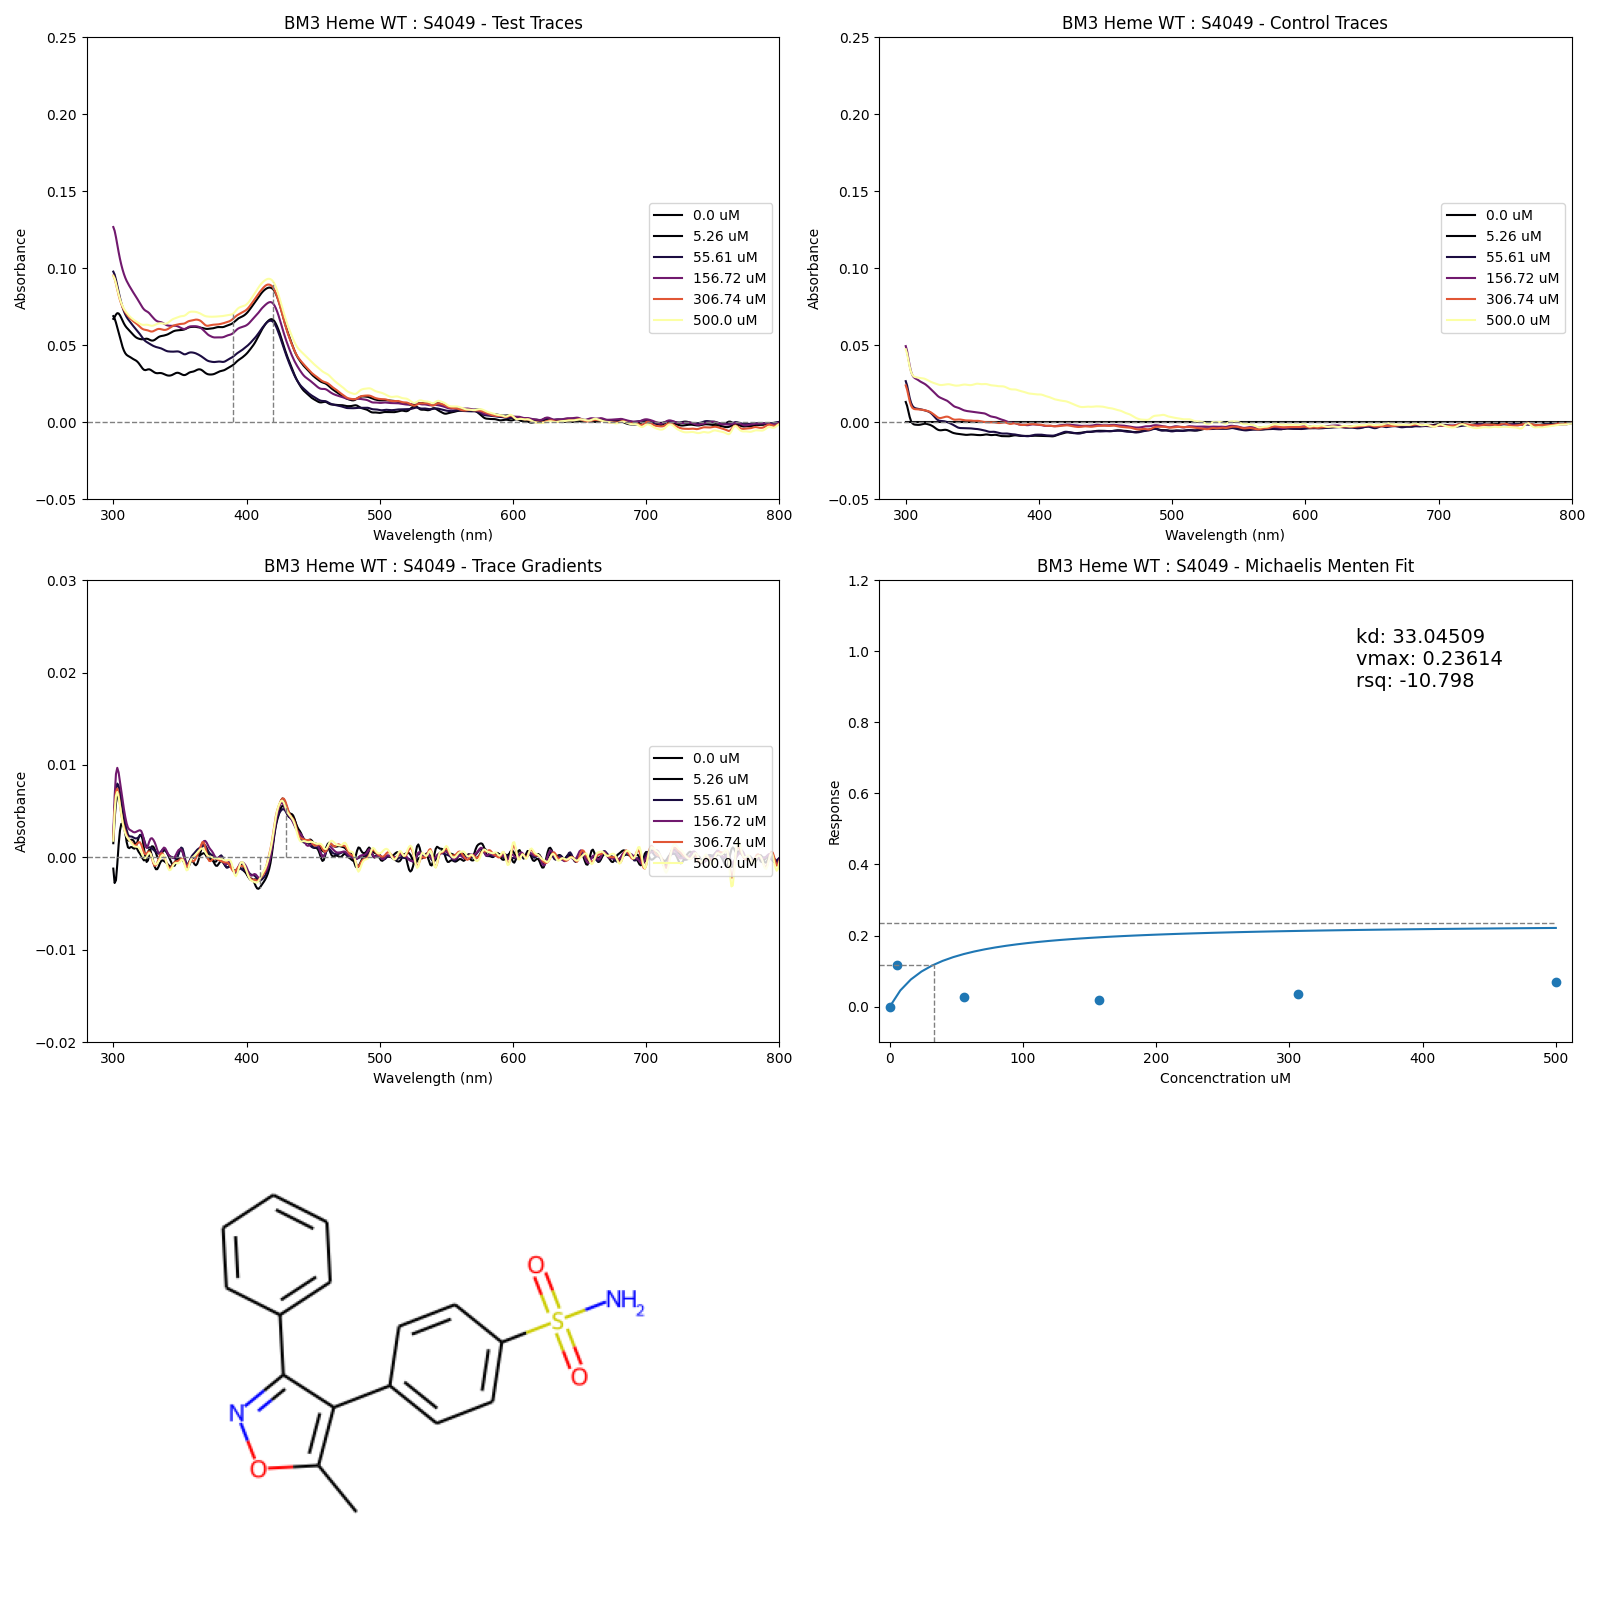 BM3 Heme WT : S4049 - Test Traces
Absorbance
0.25
0.20
0.15
0.10
0.05
0.00
−0.05
300 400 500 600 700 800
Wavelength (nm)
0.0 uM
5.26 uM
55.61 uM
156.72 uM
306.74 uM
500.0 uM
BM3 Heme WT : S4049 - Control Traces
Absorbance
0.25
0.20
0.15
0.10
0.05
0.00
−0.05
300 400 500 600 700 800
Wavelength (nm)
0.0 uM
5.26 uM
55.61 uM
156.72 uM
306.74 uM
500.0 uM
BM3 Heme WT : S4049 - Trace Gradients
Absorbance
0.03
0.02
0.01
0.00
−0.01
−0.02
300 400 500 600 700 800
Wavelength (nm)
0.0 uM
5.26 uM
55.61 uM
156.72 uM
306.74 uM
500.0 uM
BM3 Heme WT : S4049 - Michaelis Menten Fit
Response
1.2
1.0
0.8
0.6
0.4
0.2
0.0
0 100 200 300 400 500
Concenctration uM
kd: 33.04509
vmax: 0.23614
rsq: -10.798
O
NH2
S
O
N
O